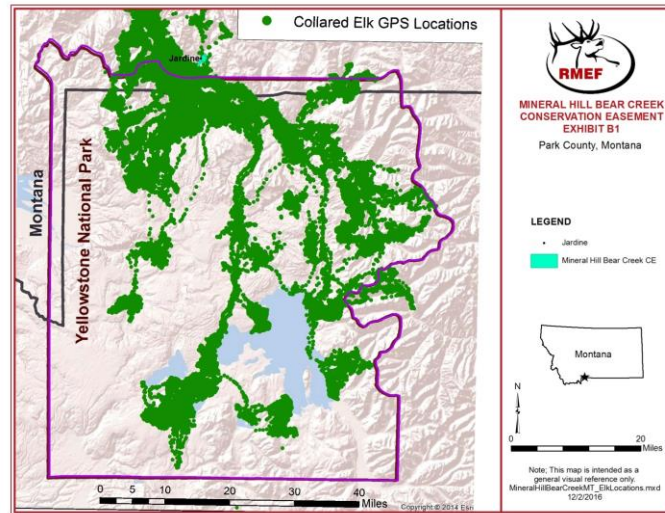 Collared Elk GPS Locations
Jardine
Montana
Yellowstone National Park
0 10 20 30 40
Miles
Copyright © 2014 Esri
RMEF
MINERAL HILL BEAR CREEK
CONSERVATION EASEMENT
EXHIBIT B1
Park County, Montana
LEGEND
Jardine
Mineral Hill Bear Creek CE
Montana
N
0 20
Miles
Note; This map is intended as a
general visual reference only.
MineralHillBearCreekMT_ElkLocations.mxd
12/2/2016